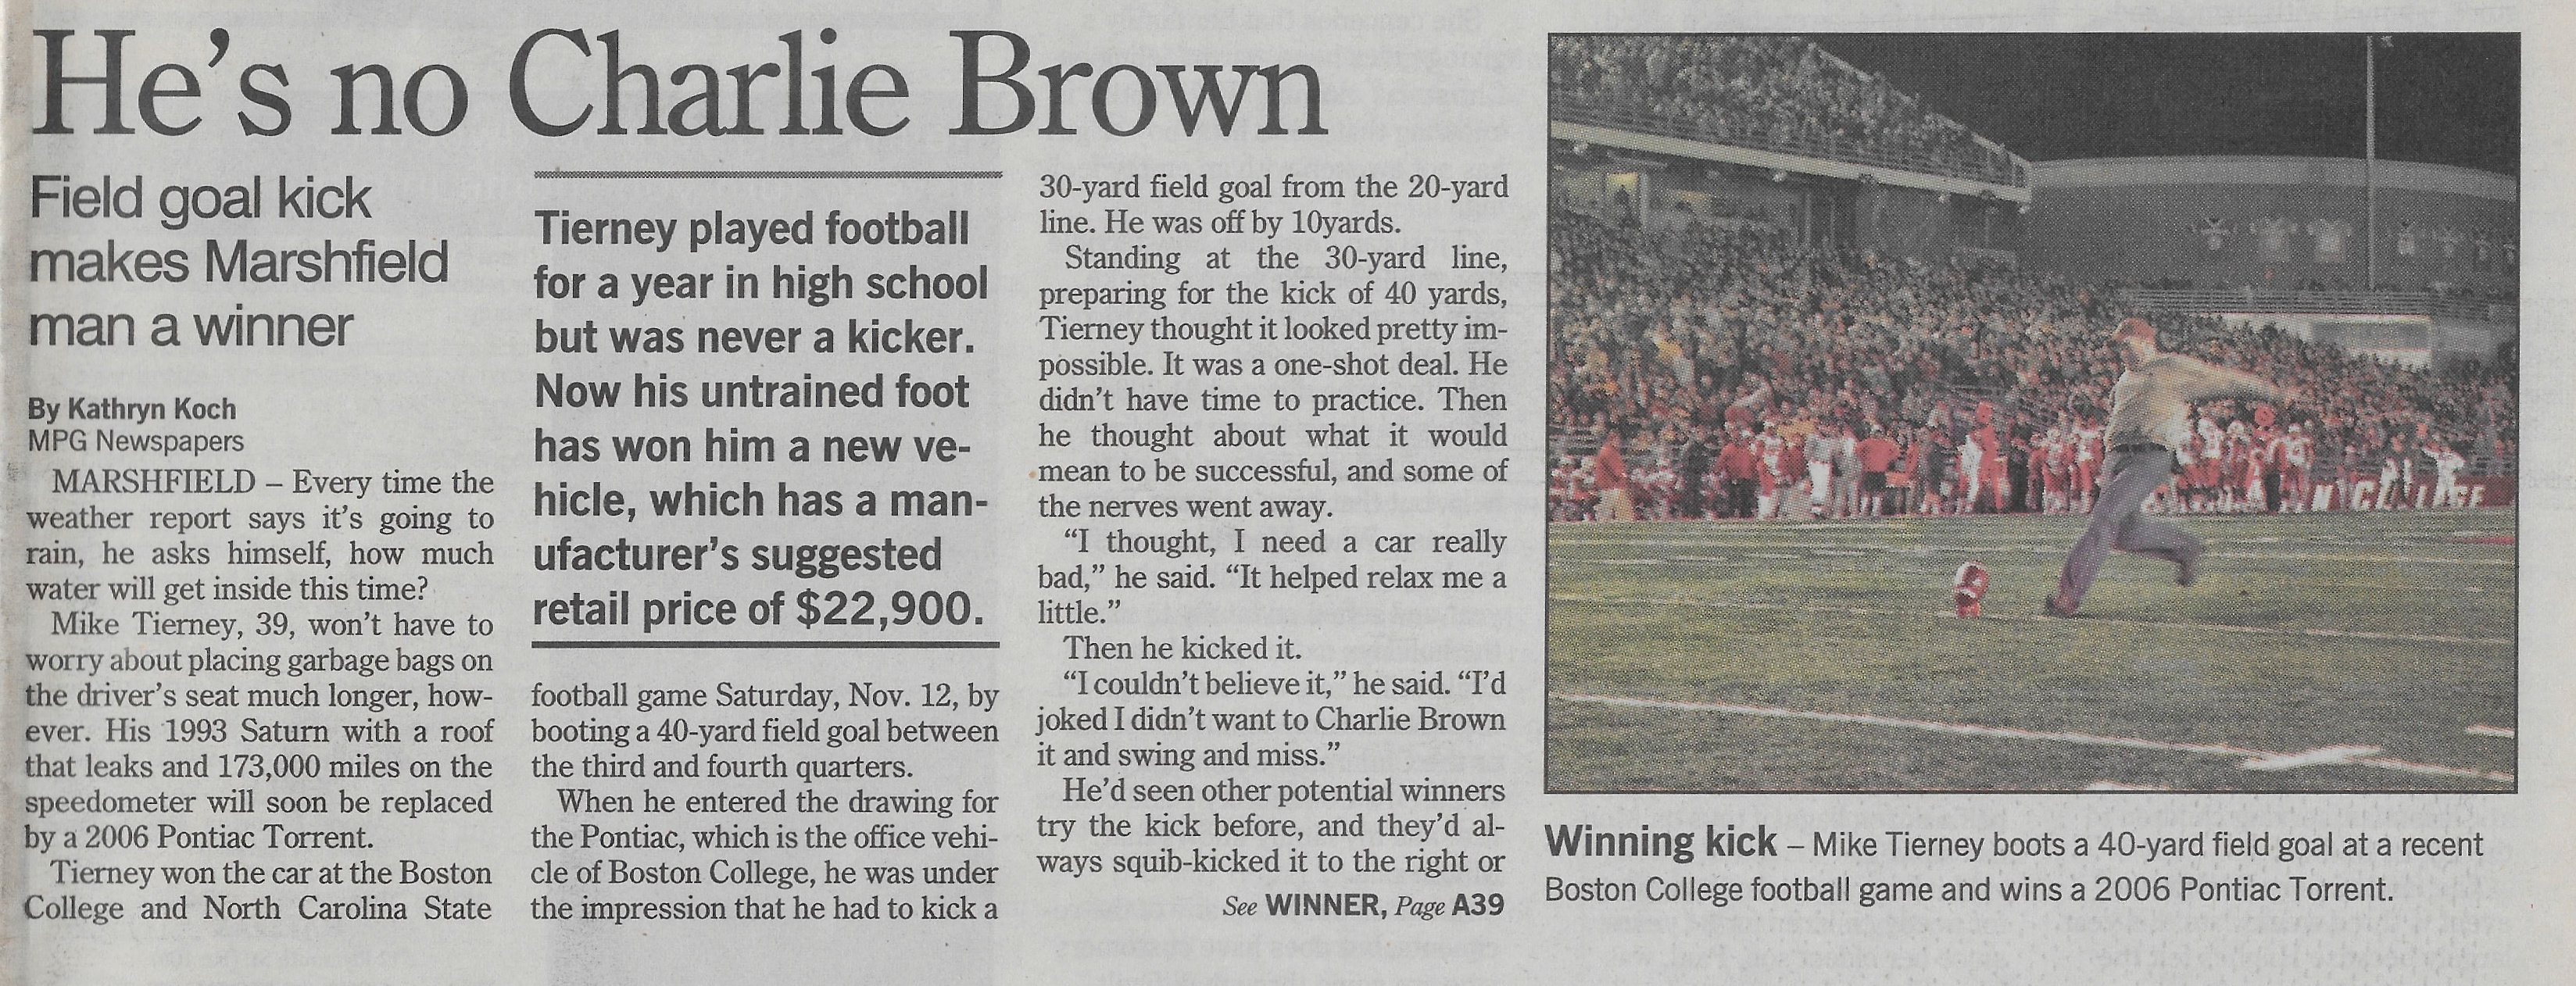 He's no Charlie Brown
Field goal kick
makes Marshfield
man a winner
By Kathryn Koch
MPG Newspapers
MARSHFIELD – Every time the
weather report says it's going to
rain, he asks himself, how much
water will get inside this time?
Mike Tierney, 39, won't have to
worry about placing garbage bags on
the driver's seat much longer, how-
ever. His 1993 Saturn with a roof
that leaks and 173,000 miles on the
speedometer will soon be replaced
by a 2006 Pontiac Torrent.
Tierney won the car at the Boston
College and North Carolina State
Tierney played football
for a year in high school
but was never a kicker.
Now his untrained foot
has won him a new ve-
hicle, which has a man-
ufacturer's suggested
retail price of $22,900.
football game Saturday, Nov. 12, by
booting a 40-yard field goal between
the third and fourth quarters.
When he entered the drawing for
the Pontiac, which is the office vehi-
cle of Boston College, he was under
the impression that he had to kick a
30-yard field goal from the 20-yard
line. He was off by 10yards.
Standing at the 30-yard line,
preparing for the kick of 40 yards,
Tierney thought it looked pretty im-
possible. It was a one-shot deal. He
didn't have time to practice. Then
he thought about what it would
mean to be successful, and some of
the nerves went away.
"I thought, I need a car really
bad," he said. "It helped relax me a
little."
Then he kicked it.
"I couldn't believe it," he said. "I'd
joked I didn't want to Charlie Brown
it and swing and miss."
He'd seen other potential winners
try the kick before, and they'd al-
ways squib-kicked it to the right or
See WINNER, Page A39
Winning kick – Mike Tierney boots a 40-yard field goal at a recent
Boston College football game and wins a 2006 Pontiac Torrent.